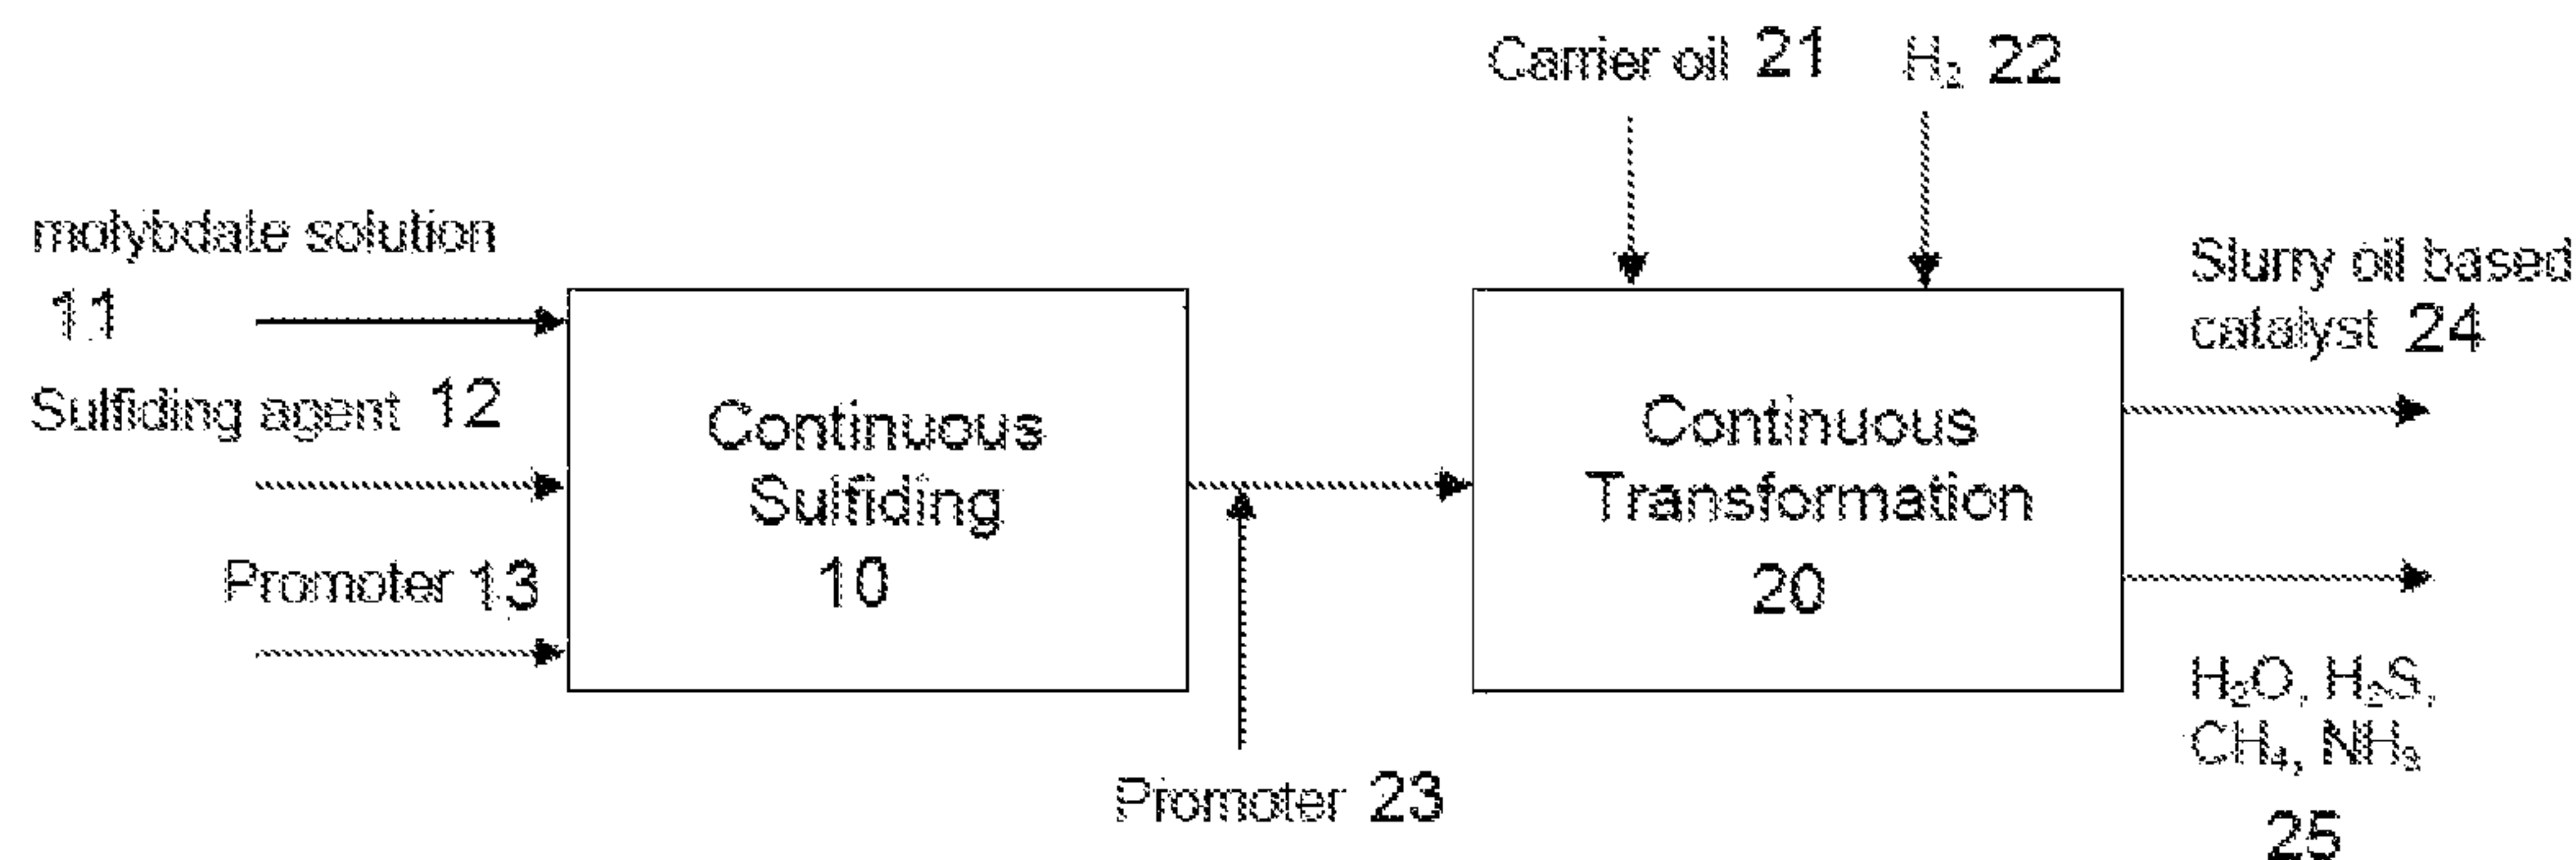 Carrier oil 21
H₂ 22
molybdate solution
11
Sulfiding agent 12
Promoter 13
Continuous
Sulfiding
10
Promoter 23
Continuous
Transformation
20
Slurry oil based
catalyst 24
H₂O, H₂S,
CH₄, NH₃
25